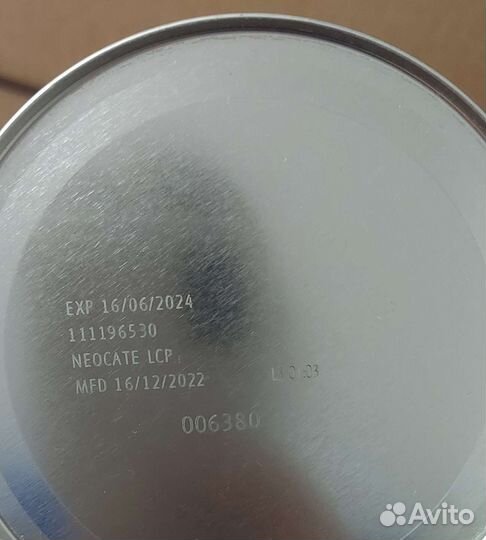 EXP 16/06/2024
111196530
NEOCATE LCP
MFD 16/12/2022
006380
Avito